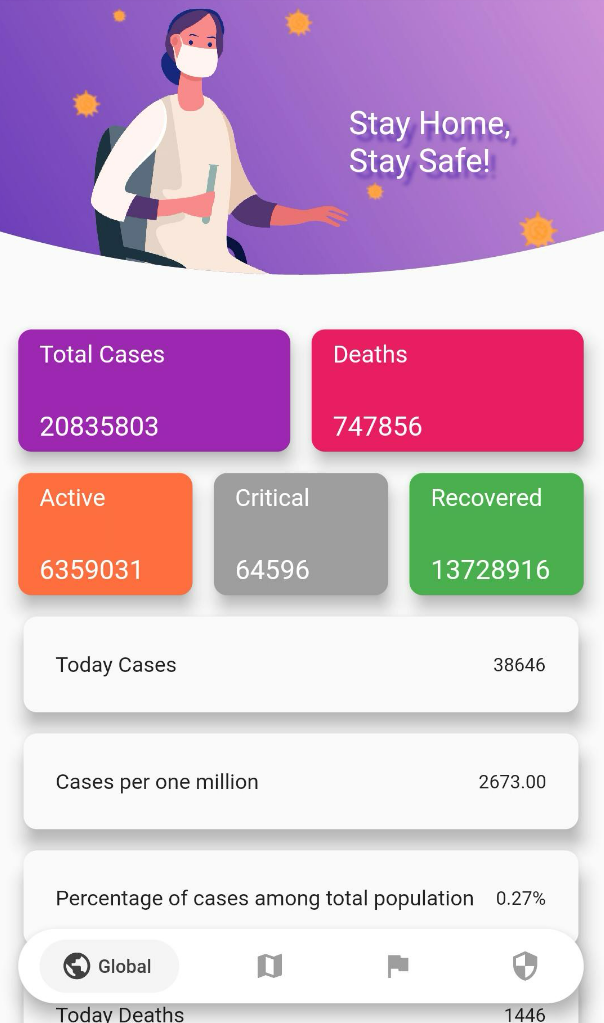 Stay Home,
Stay Safe!
Total Cases
20835803
Deaths
747856
Active
6359031
Critical
64596
Recovered
13728916
Today Cases 38646
Cases per one million 2673.00
Percentage of cases among total population 0.27%
Global
Today Deaths 1446